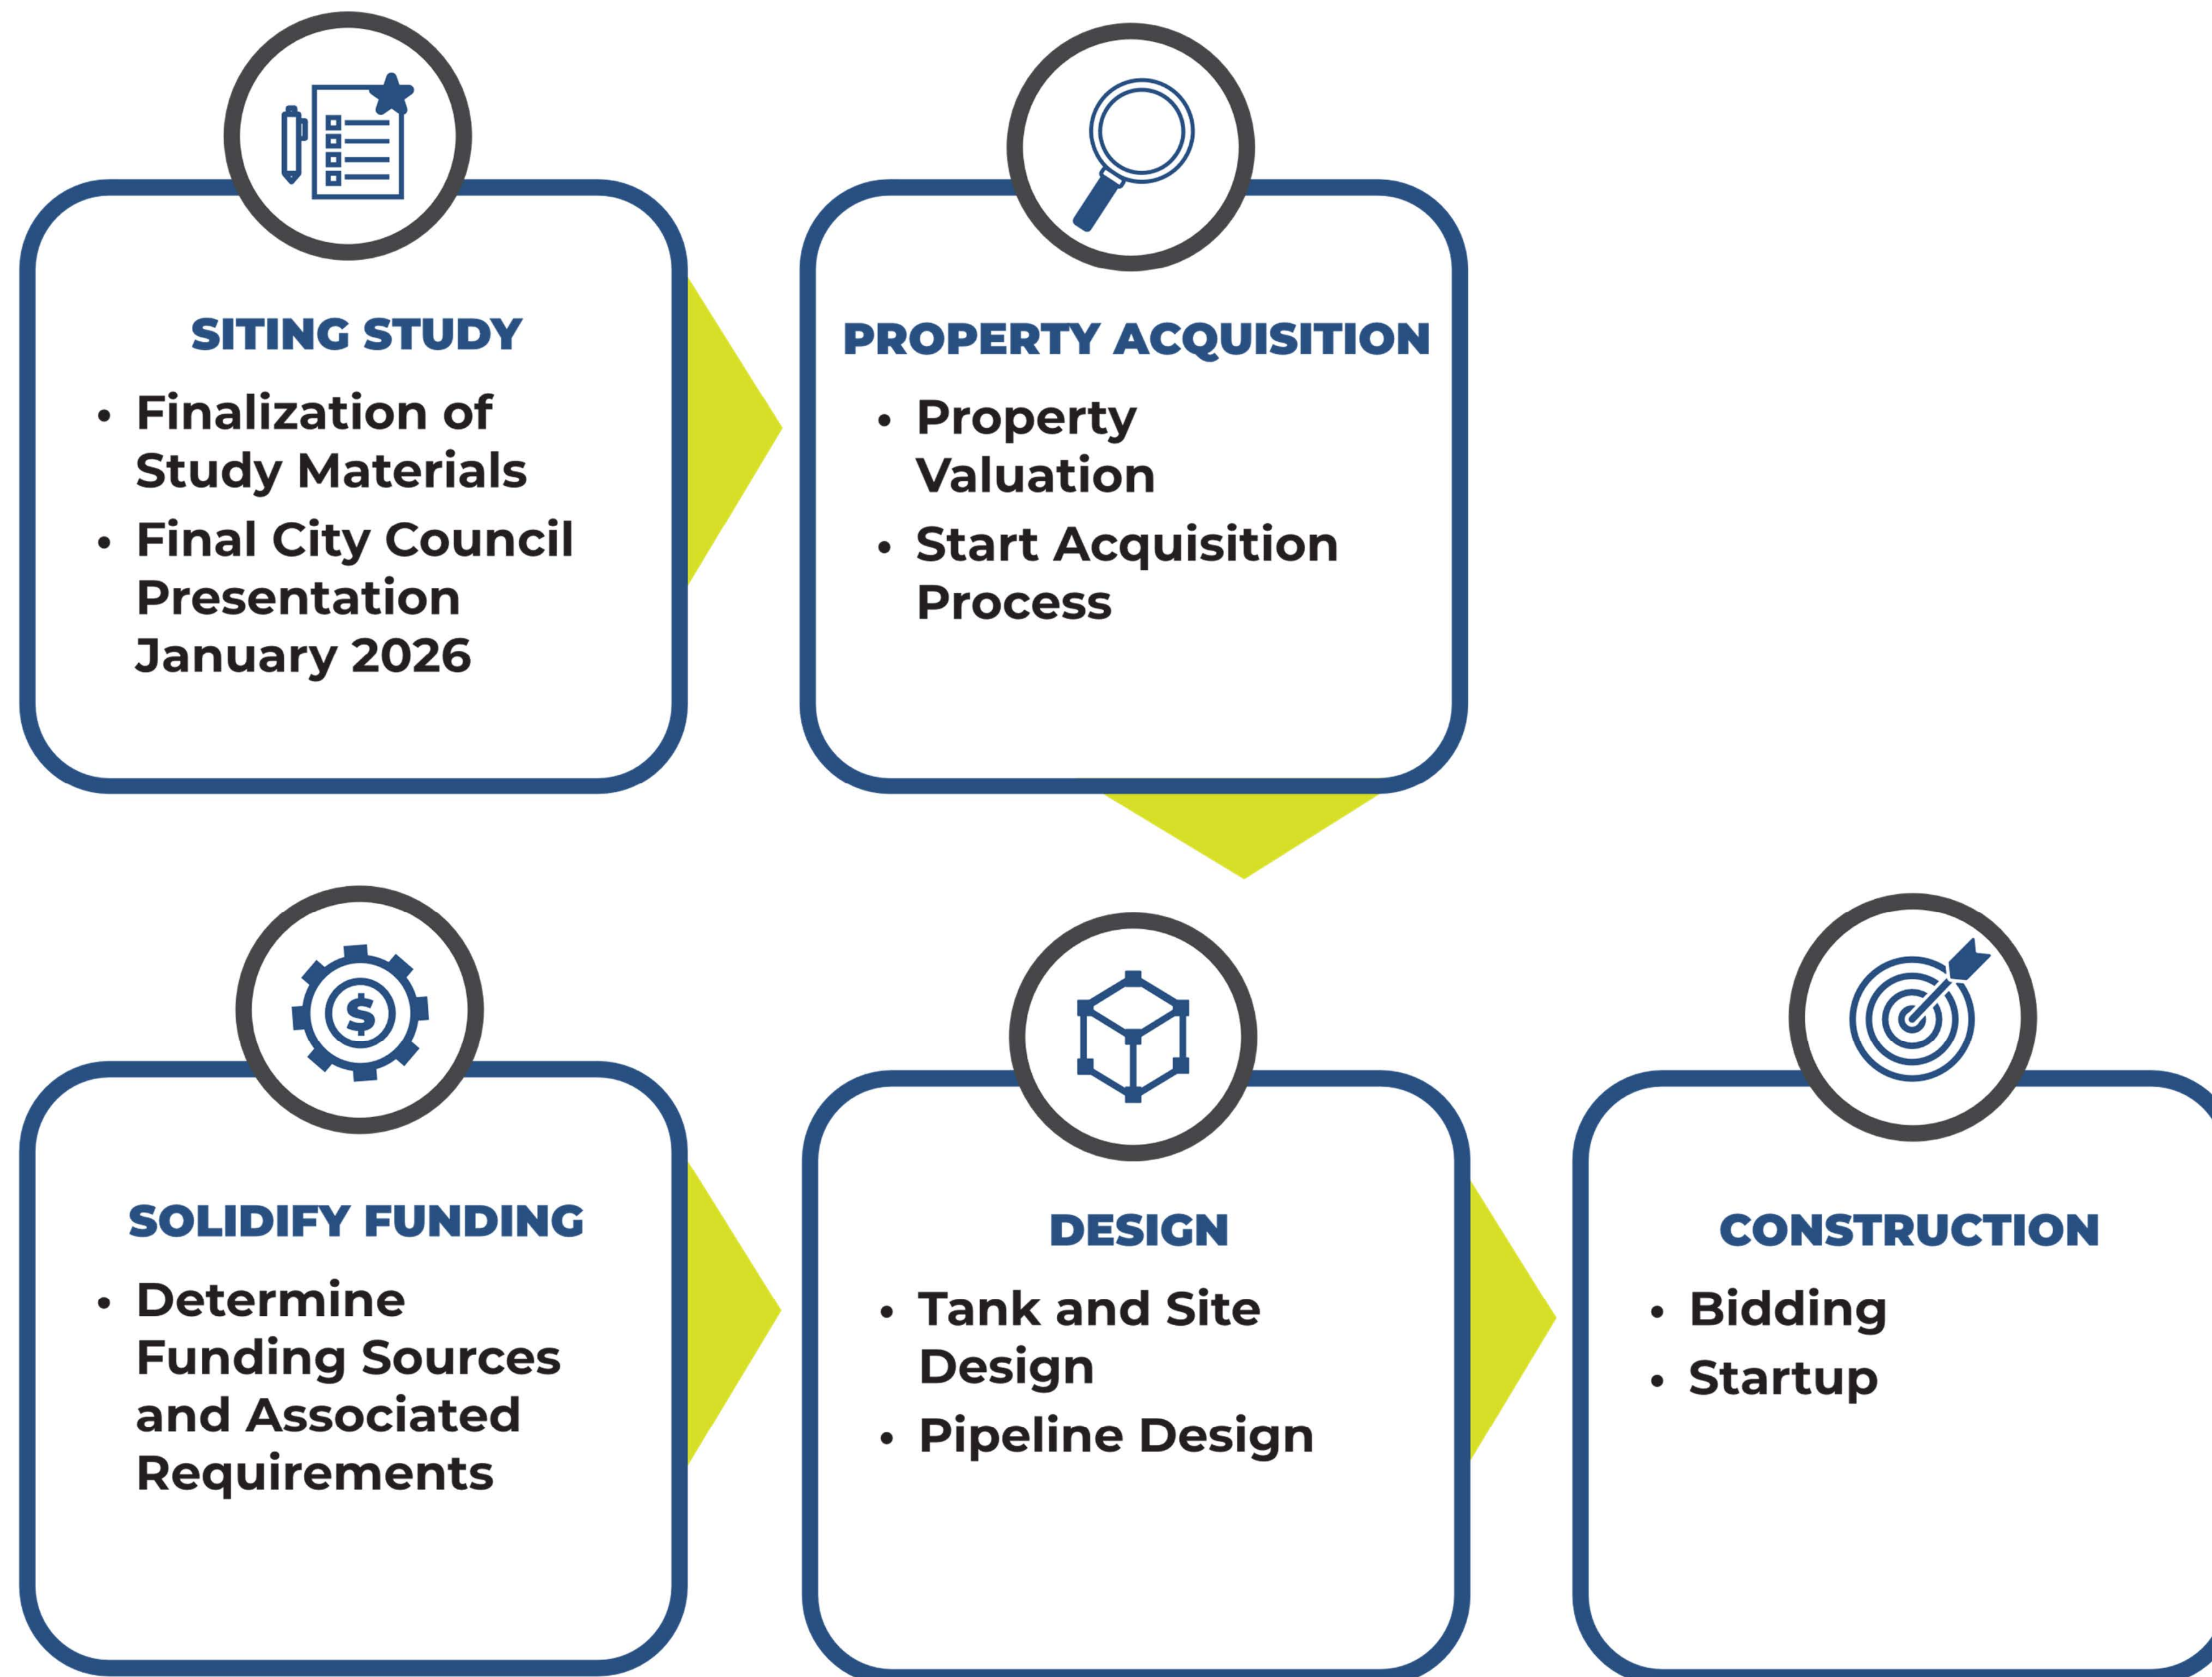 SITING STUDY
• Finalization of
Study Materials
• Final City Council
Presentation
January 2026
PROPERTY ACQUISITION
• Property
Valuation
• Start Acquisition
Process
$
SOLIDIFY FUNDING
• Determine
Funding Sources
and Associated
Requirements
DESIGN
• Tank and Site
Design
• Pipeline Design
CONSTRUCTION
• Bidding
• Startup